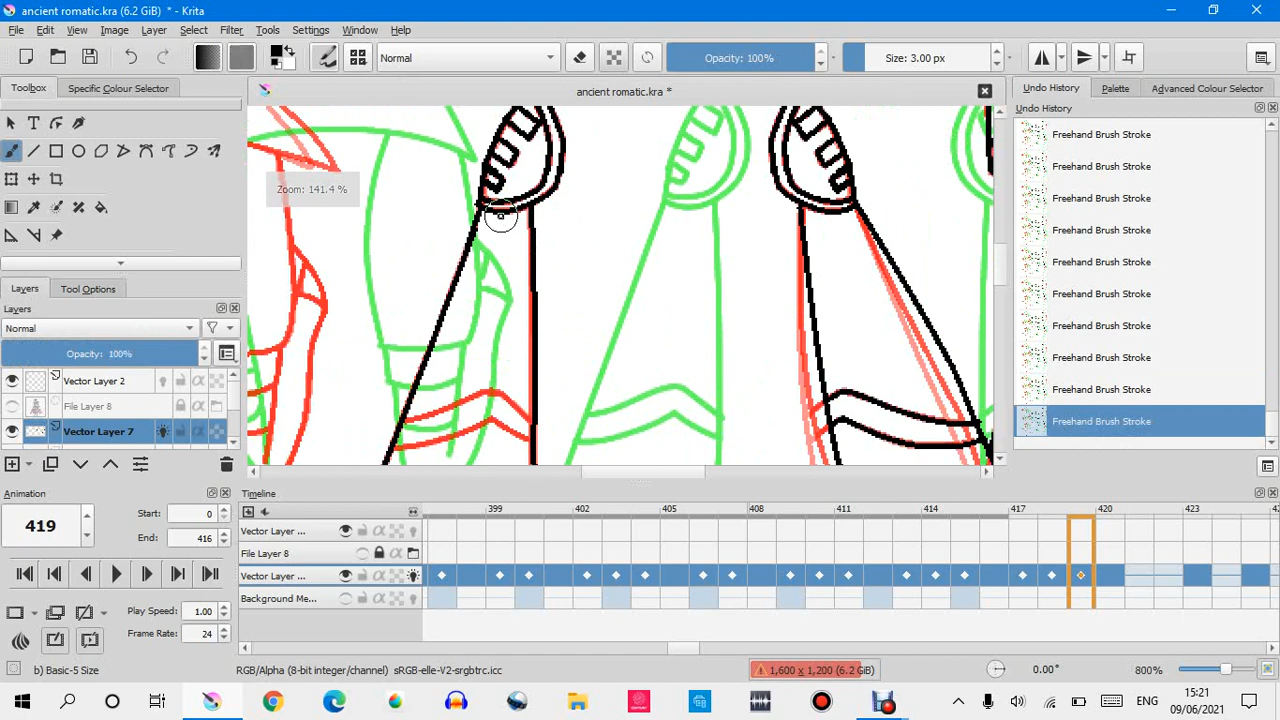 ancient romatic.kra (6.2 GiB) * - Krita
File Edit View Image Layer Select Filter Tools Settings Window Help
Normal Opacity: 100% Size: 3.00 px
Toolbox Specific Colour Selector
ancient romatic.kra *
Undo History Palette Advanced Colour Selector
Undo History
Freehand Brush Stroke
Freehand Brush Stroke
Freehand Brush Stroke
Freehand Brush Stroke
Freehand Brush Stroke
Freehand Brush Stroke
Freehand Brush Stroke
Freehand Brush Stroke
Freehand Brush Stroke
Freehand Brush Stroke
Zoom: 141.4 %
Layers Tool Options
Layers
Normal
Opacity: 100%
Vector Layer 2
File Layer 8
Vector Layer 7
Animation
419
Start: 0
End: 416
Play Speed: 1.00
Frame Rate: 24
Timeline
399 402 405 408 411 414 417 420 423
Vector Layer ...
File Layer 8
Vector Layer ...
Background Me...
b) Basic-5 Size
RGB/Alpha (8-bit integer/channel) sRGB-elle-V2-srgbtrc.icc
1,600 x 1,200 (6.2 GiB)
0.00°
800%
ENG
15:21
09/06/2021